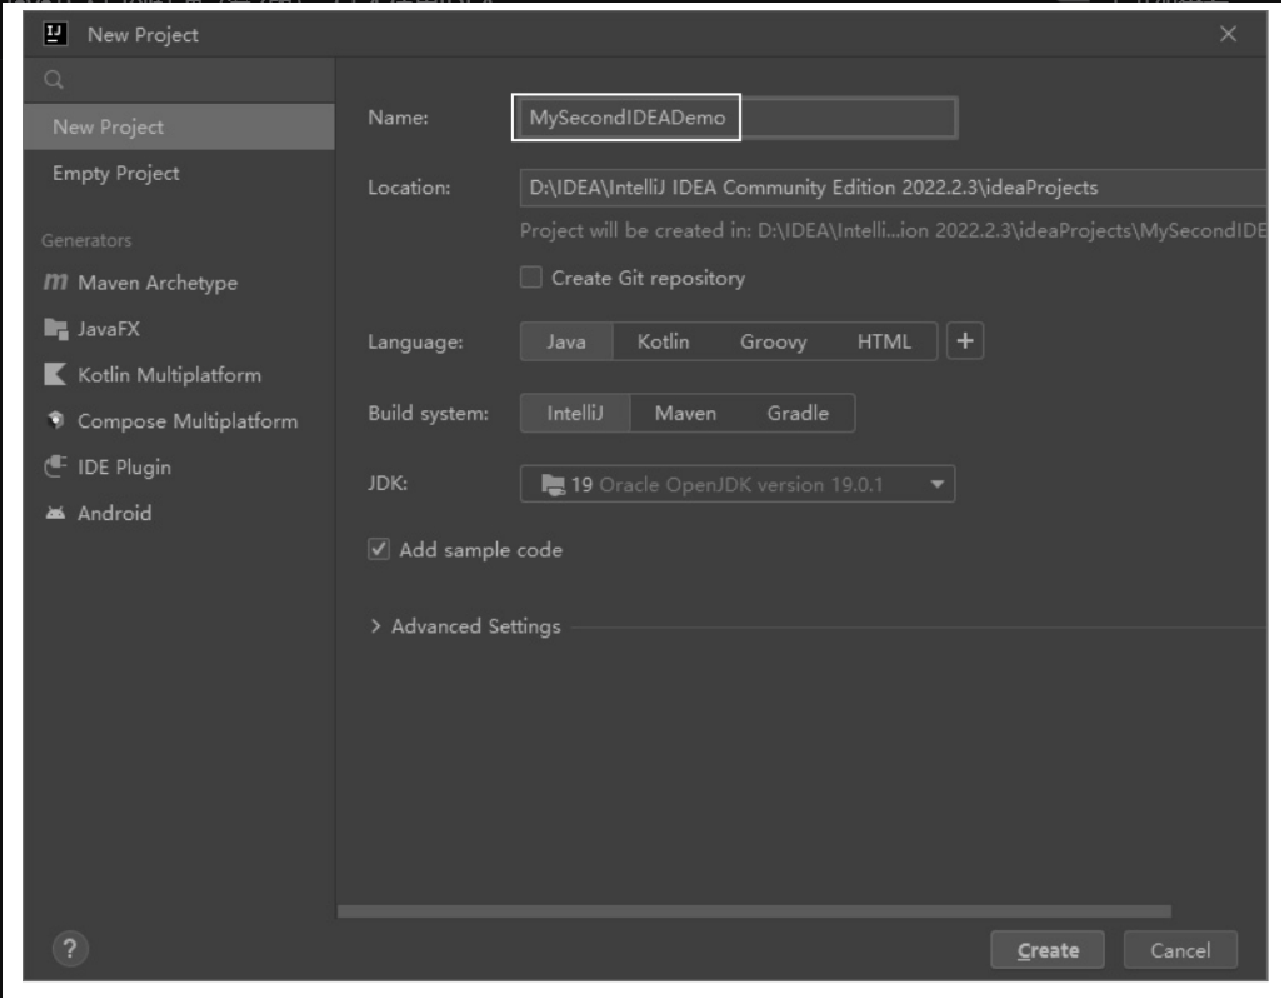 New Project
New Project
Empty Project
Generators
Maven Archetype
JavaFX
Kotlin Multiplatform
Compose Multiplatform
IDE Plugin
Android
Name: MySecondIDEADemo
Location: D:\IDEA\IntelliJ IDEA Community Edition 2022.2.3\ideaProjects
Project will be created in: D:\IDEA\Intelli...ion 2022.2.3\ideaProjects\MySecondIDE
Create Git repository
Language: Java Kotlin Groovy HTML +
Build system: IntelliJ Maven Gradle
JDK: 19 Oracle OpenJDK version 19.0.1
Add sample code
Advanced Settings
? Create Cancel